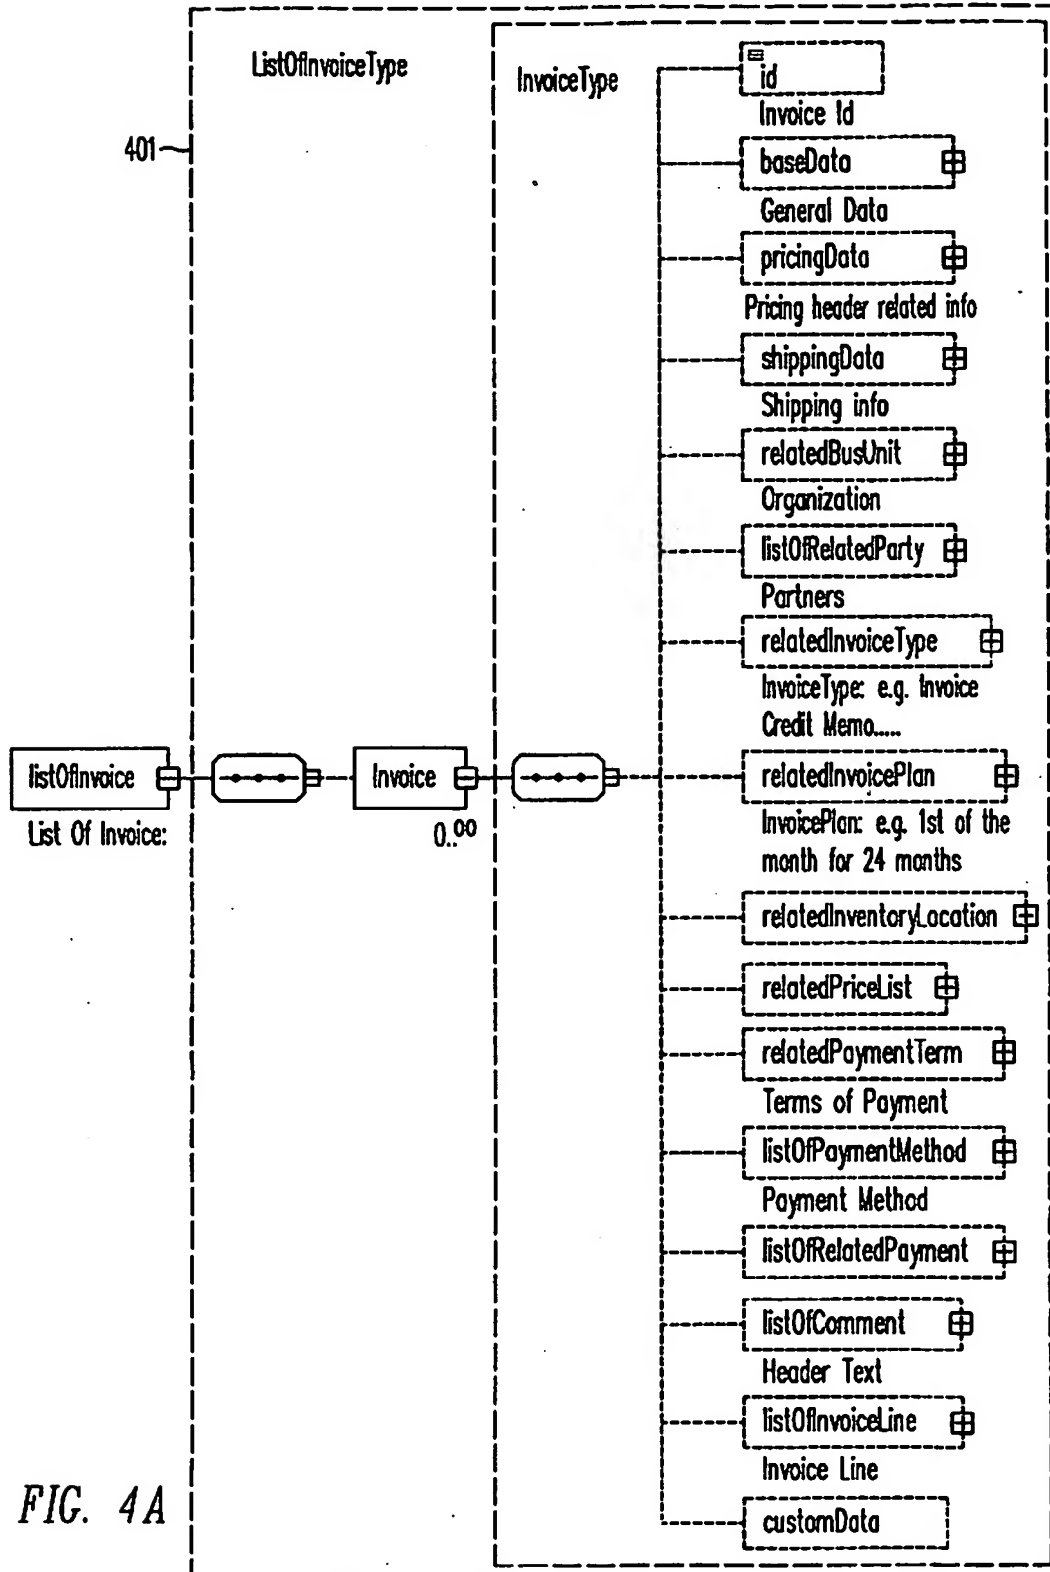 ListOfInvoiceType
InvoiceType
401
id
Invoice Id
baseData
General Data
pricingData
Pricing header related info
shippingData
Shipping info
relatedBusUnit
Organization
listOfRelatedParty
Partners
relatedInvoiceType
InvoiceType: e.g. Invoice
Credit Memo.....
listOfInvoice
List Of Invoice:
Invoice
0..00
relatedInvoicePlan
InvoicePlan: e.g. 1st of the
month for 24 months
relatedInventoryLocation
relatedPriceList
relatedPaymentTerm
Terms of Payment
listOfPaymentMethod
Payment Method
listOfRelatedPayment
listOfComment
Header Text
listOfInvoiceLine
Invoice Line
customData
FIG. 4A